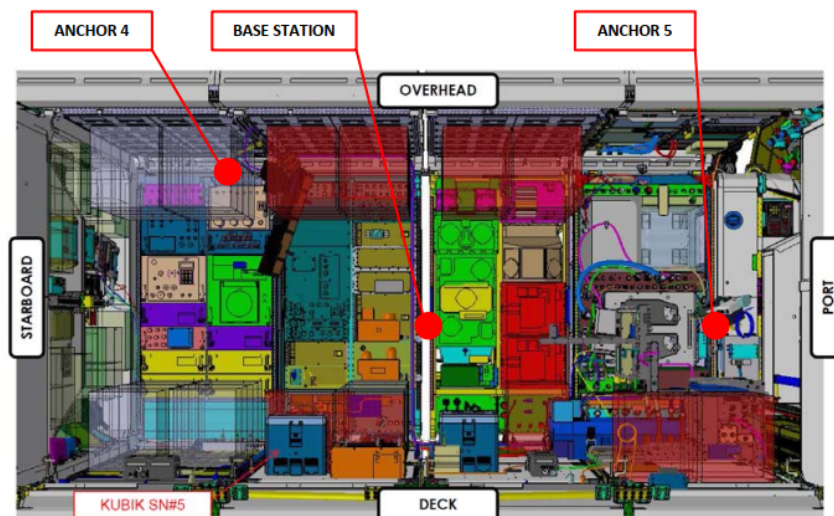 ANCHOR 4
BASE STATION
ANCHOR 5
OVERHEAD
STARBOARD
PORT
KUBIK SN#5
DECK